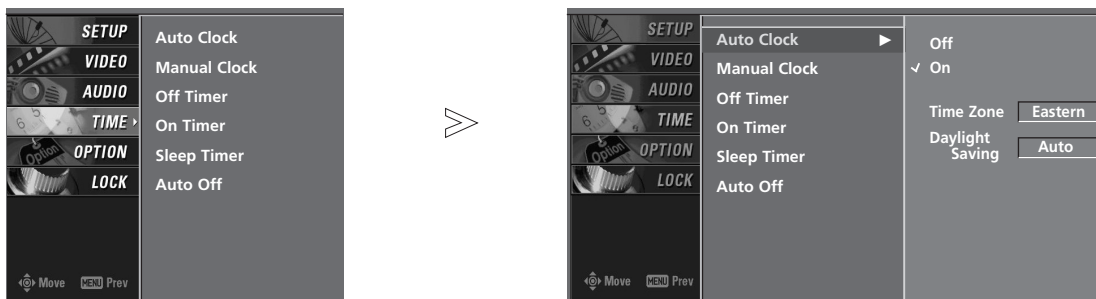 SETUP
VIDEO
AUDIO
TIME
OPTION
LOCK
Auto Clock
Manual Clock
Off Timer
On Timer
Sleep Timer
Auto Off
Move MENU Prev
SETUP
VIDEO
AUDIO
TIME
OPTION
LOCK
Auto Clock
Manual Clock
Off Timer
On Timer
Sleep Timer
Auto Off
Off
On
Time Zone Eastern
Daylight
Saving Auto
Move MENU Prev